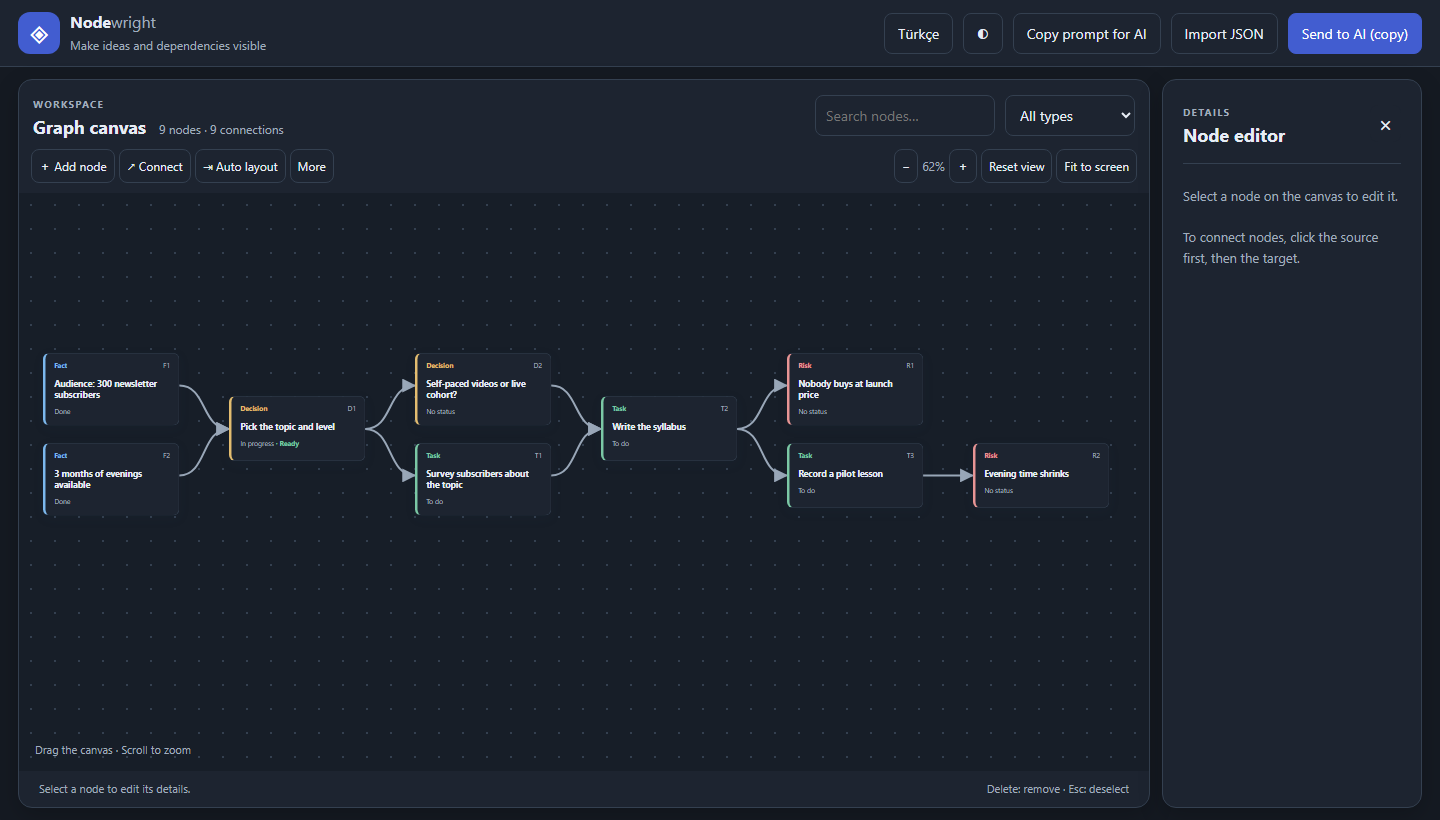 Nodewright
Make ideas and dependencies visible
Türkçe
Copy prompt for AI
Import JSON
Send to AI (copy)
WORKSPACE
Graph canvas
9 nodes · 9 connections
Search nodes...
All types
+ Add node
↗ Connect
⇥ Auto layout
More
−
62%
+
Reset view
Fit to screen
Fact F1
Audience: 300 newsletter
subscribers
Done
Fact F2
3 months of evenings
available
Done
Decision D1
Pick the topic and level
In progress · Ready
Decision D2
Self-paced videos or live
cohort?
No status
Task T1
Survey subscribers about
the topic
To do
Task T2
Write the syllabus
To do
Risk R1
Nobody buys at launch
price
No status
Task T3
Record a pilot lesson
To do
Risk R2
Evening time shrinks
No status
Drag the canvas · Scroll to zoom
Select a node to edit its details.
Delete: remove · Esc: deselect
DETAILS
Node editor
×
Select a node on the canvas to edit it.
To connect nodes, click the source
first, then the target.